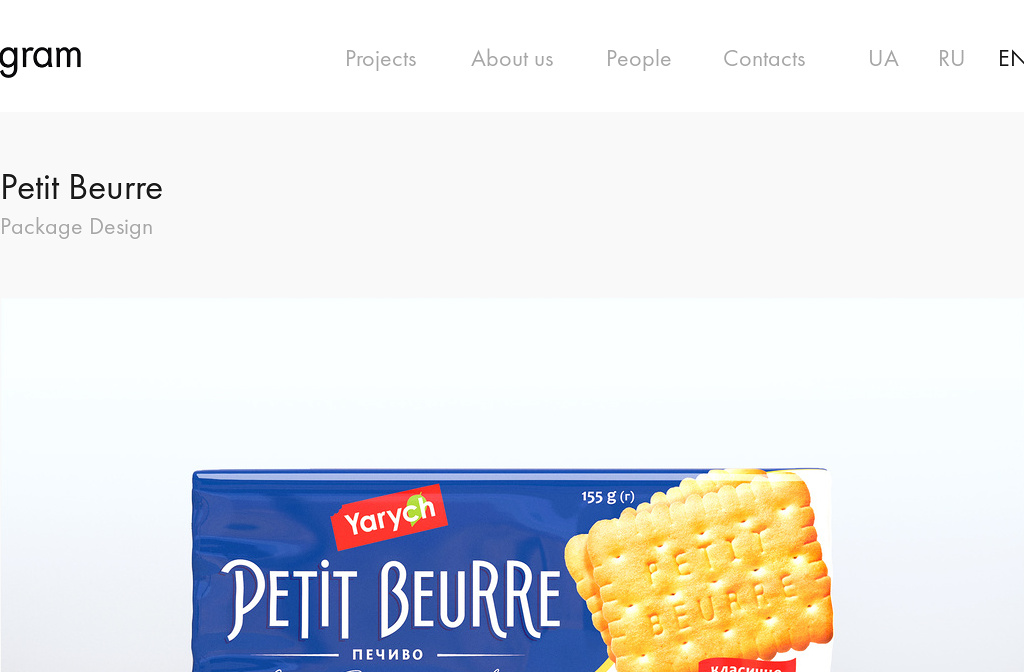 gram
Projects
About us
People
Contacts
UA
RU
EN
Petit Beurre
Package Design
155 g (г)
Yarych
PETIT BEURRE
ПЕЧИВО
PETIT
BEURRE
класичне